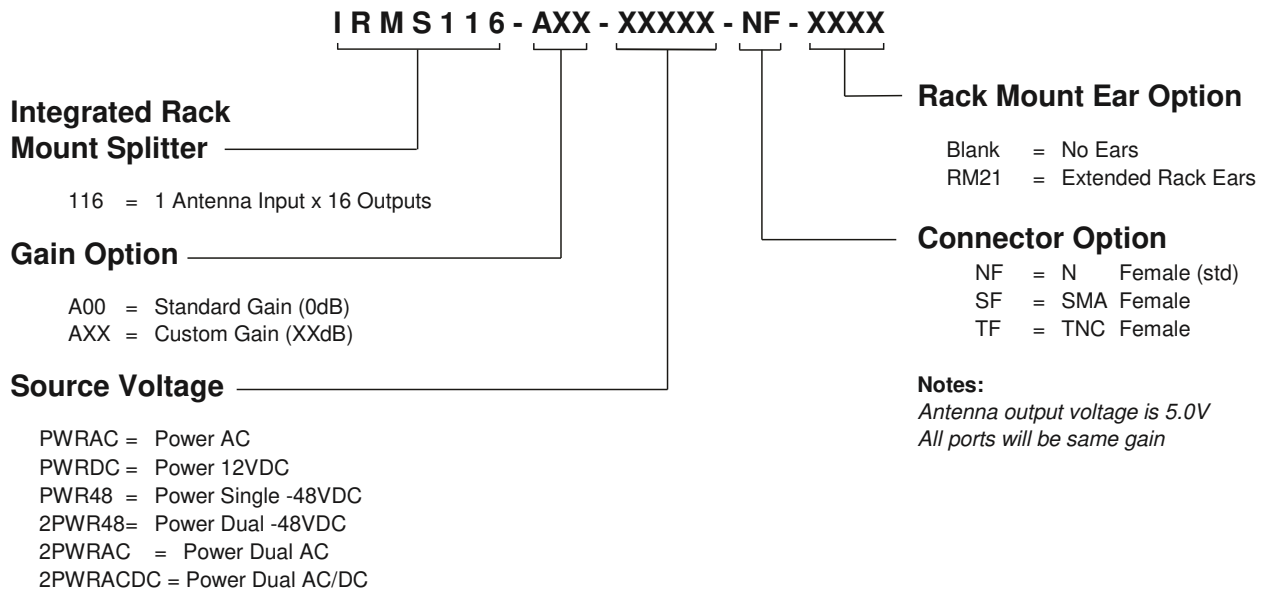 I R M S 1 1 6 - AXX - XXXXX - NF - XXXX
Integrated Rack
Mount Splitter
116 = 1 Antenna Input x 16 Outputs
Gain Option
A00 = Standard Gain (0dB)
AXX = Custom Gain (XXdB)
Source Voltage
PWRAC = Power AC
PWRDC = Power 12VDC
PWR48 = Power Single -48VDC
2PWR48= Power Dual -48VDC
2PWRAC = Power Dual AC
2PWRACDC = Power Dual AC/DC
Rack Mount Ear Option
Blank = No Ears
RM21 = Extended Rack Ears
Connector Option
NF = N Female (std)
SF = SMA Female
TF = TNC Female
Notes:
Antenna output voltage is 5.0V
All ports will be same gain